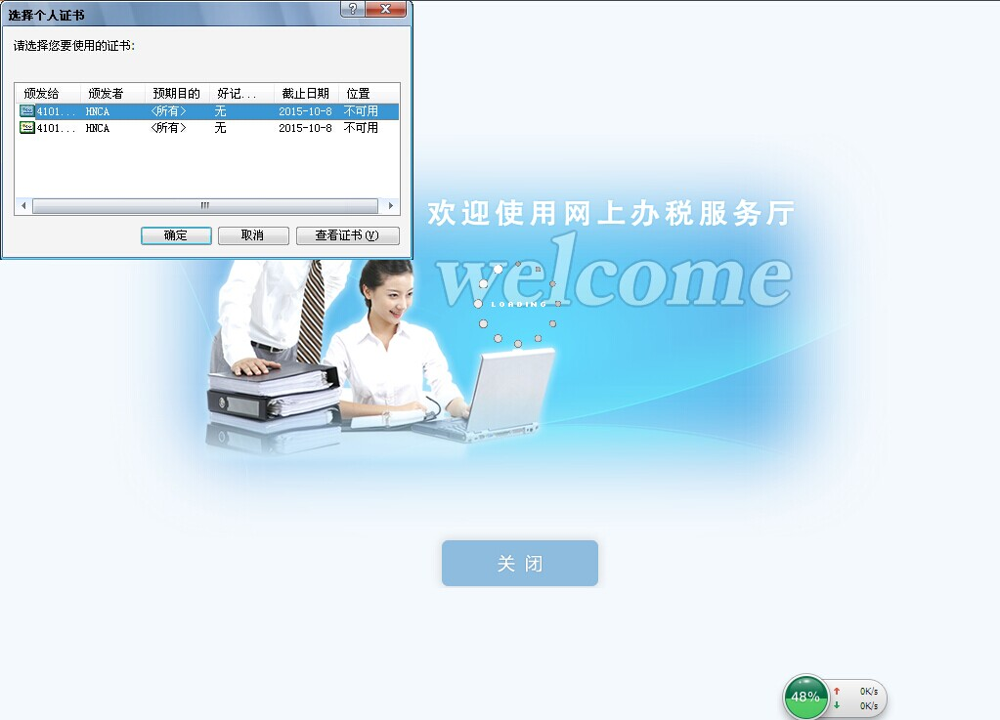 选择个人证书
请选择您要使用的证书:
颁发给 颁发者 预期目的 好记... 截止日期 位置
4101... HNCA <所有> 无 2015-10-8 不可用
4101... HNCA <所有> 无 2015-10-8 不可用
确定 取消 查看证书(V)
欢迎使用网上办税服务厅
welcome
LOADING
关 闭
48% 0K/s
0K/s